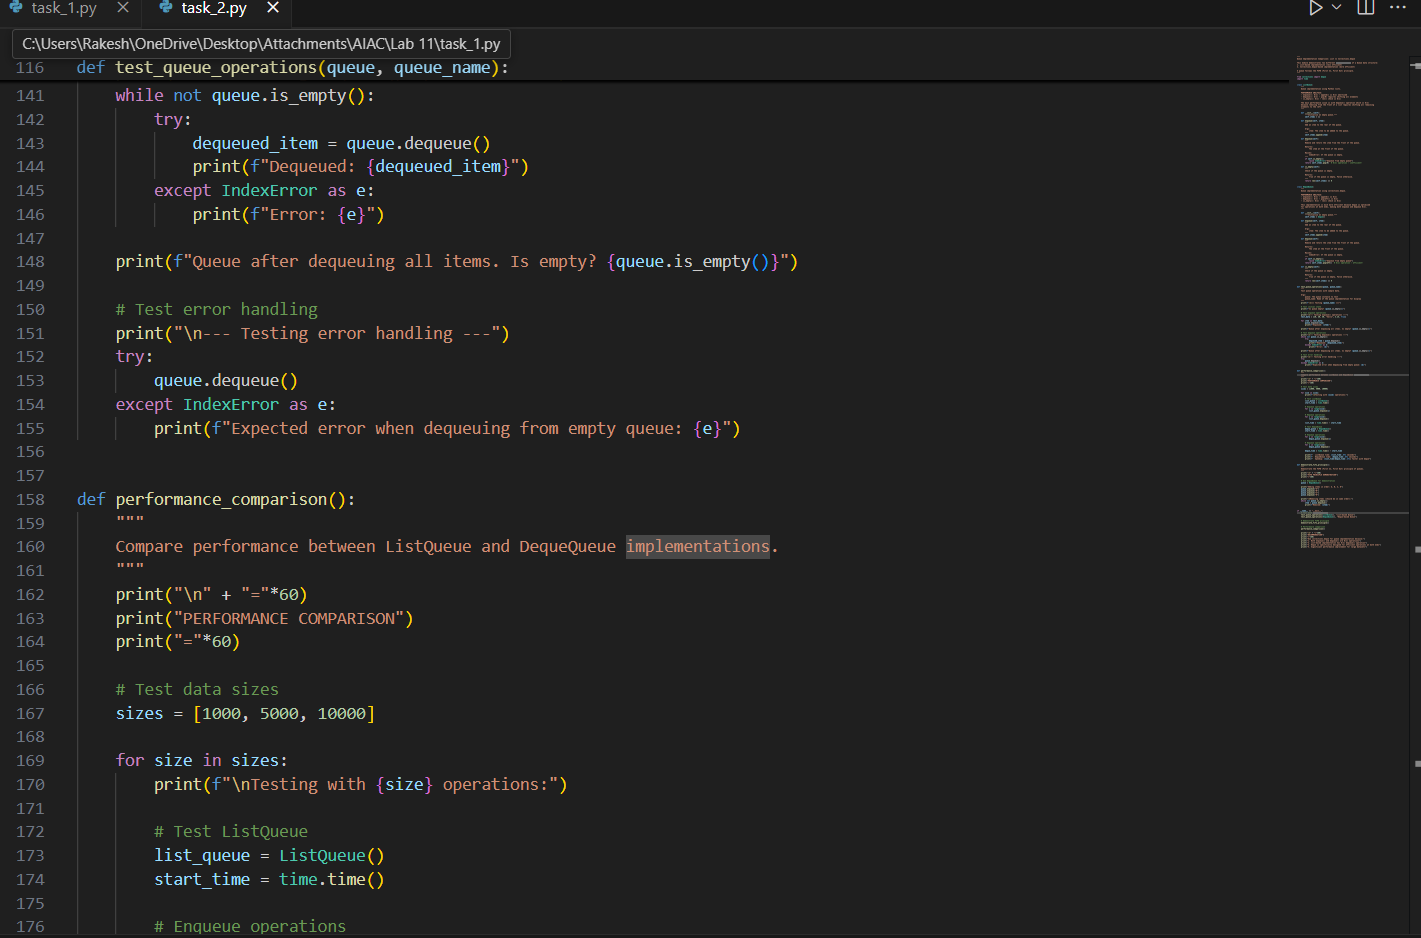 task_1.py
task_2.py
C:\Users\Rakesh\OneDrive\Desktop\Attachments\AIAC\Lab 11\task_1.py
116 def test_queue_operations(queue, queue_name):
141 while not queue.is_empty():
142 try:
143 dequeued_item = queue.dequeue()
144 print(f"Dequeued: {dequeued_item}")
145 except IndexError as e:
146 print(f"Error: {e}")
147
148 print(f"Queue after dequeuing all items. Is empty? {queue.is_empty()}")
149
150 # Test error handling
151 print("\n--- Testing error handling ---")
152 try:
153 queue.dequeue()
154 except IndexError as e:
155 print(f"Expected error when dequeuing from empty queue: {e}")
156
157
158 def performance_comparison():
159 """
160 Compare performance between ListQueue and DequeQueue implementations.
161 """
162 print("\n" + "="*60)
163 print("PERFORMANCE COMPARISON")
164 print("="*60)
165
166 # Test data sizes
167 sizes = [1000, 5000, 10000]
168
169 for size in sizes:
170 print(f"\nTesting with {size} operations:")
171
172 # Test ListQueue
173 list_queue = ListQueue()
174 start_time = time.time()
175
176 # Enqueue operations